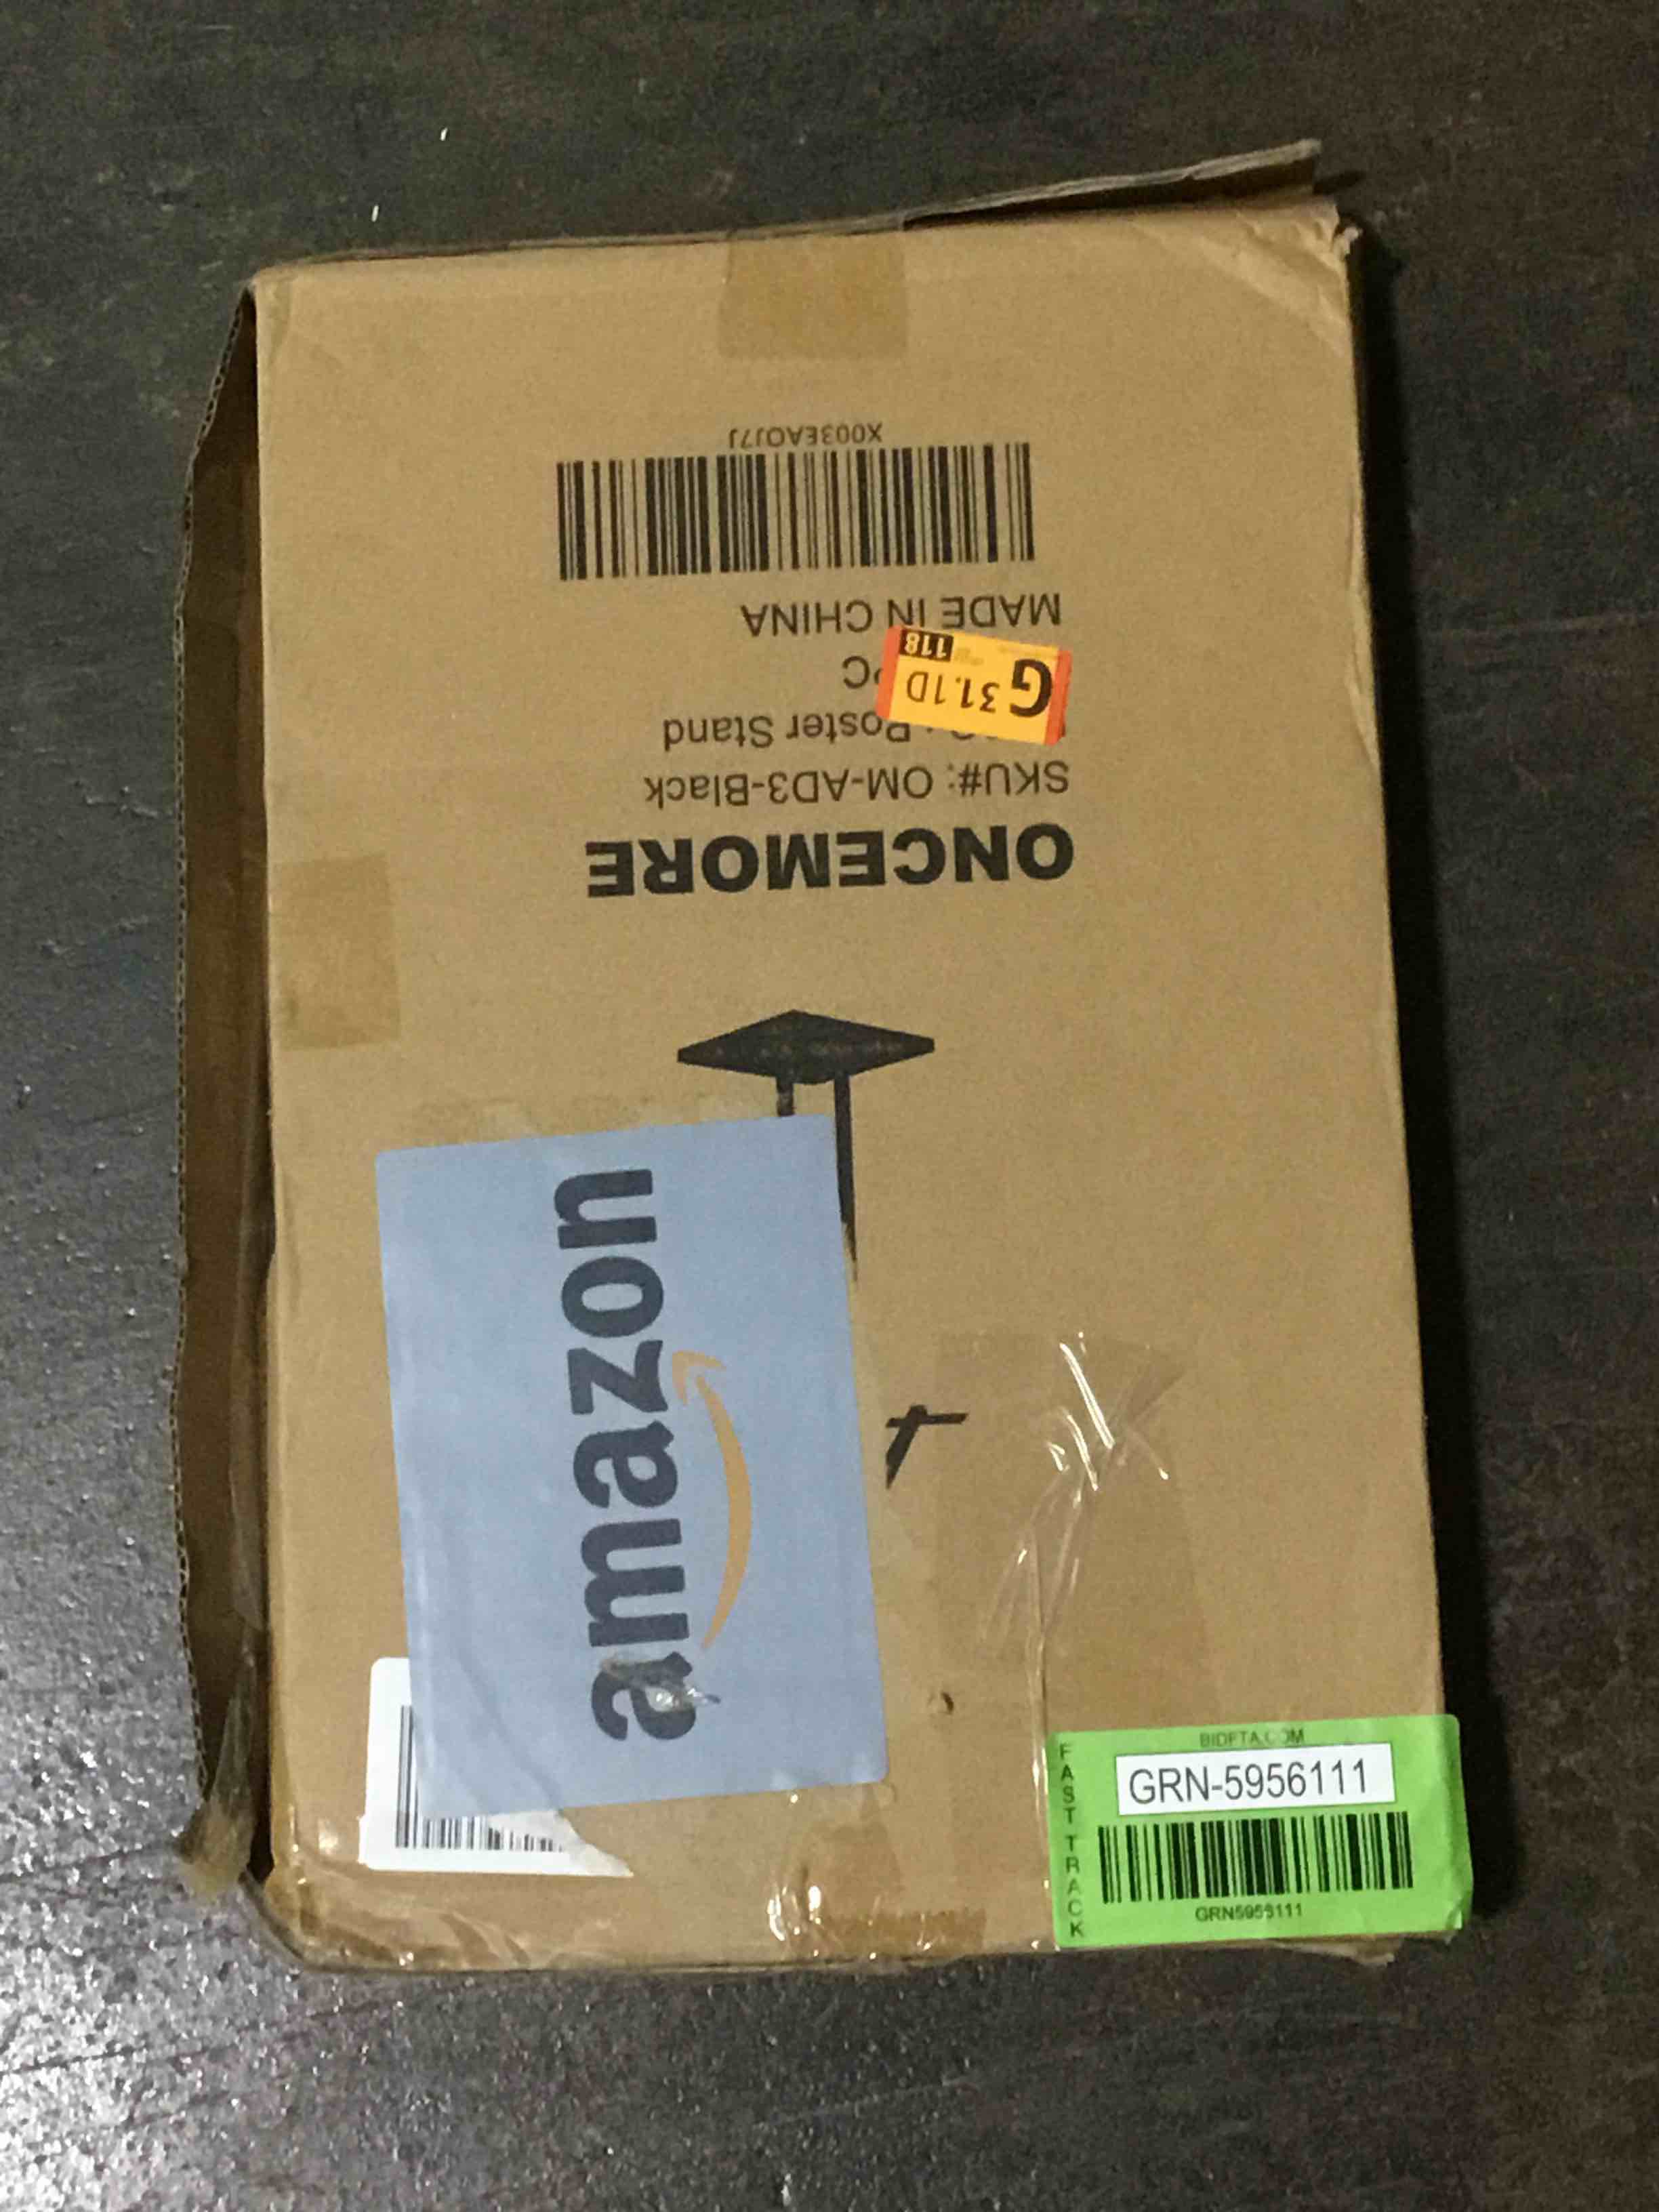 ONCEMORE
SKU#: OM-AD3-Black
Poster Stand
MADE IN CHINA
X003EAOJ7J
G 31.1D
118
amazon
BIDFTA.COM
FAST TRACK
GRN-5956111
GRN5956111